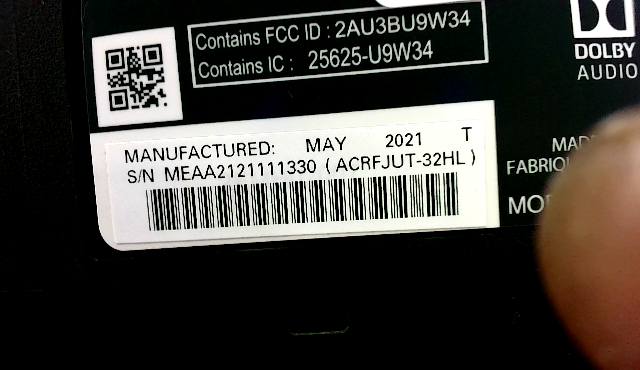 Contains FCC ID : 2AU3BU9W34
Contains IC : 25625-U9W34
DOLBY
AUDIO
MANUFACTURED: MAY 2021 T
S/N MEAA2121111330 ( ACRFJUT-32HL )